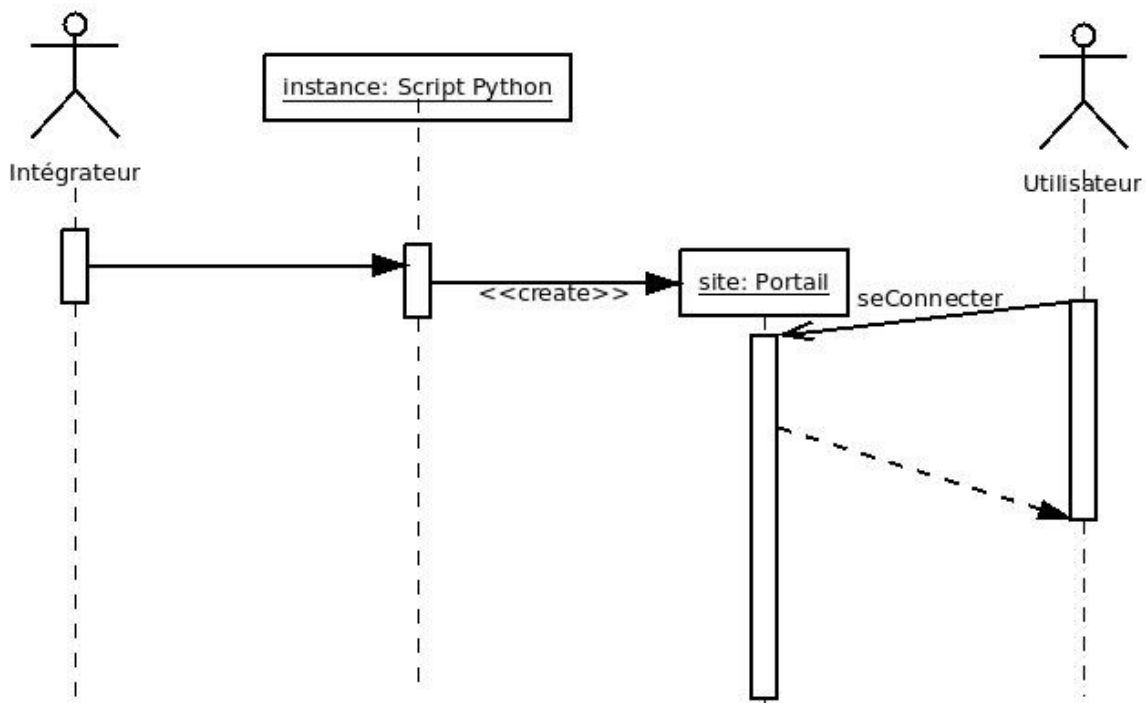 Intégrateur
instance: Script Python
<<create>>
site: Portail
seConnecter
Utilisateur